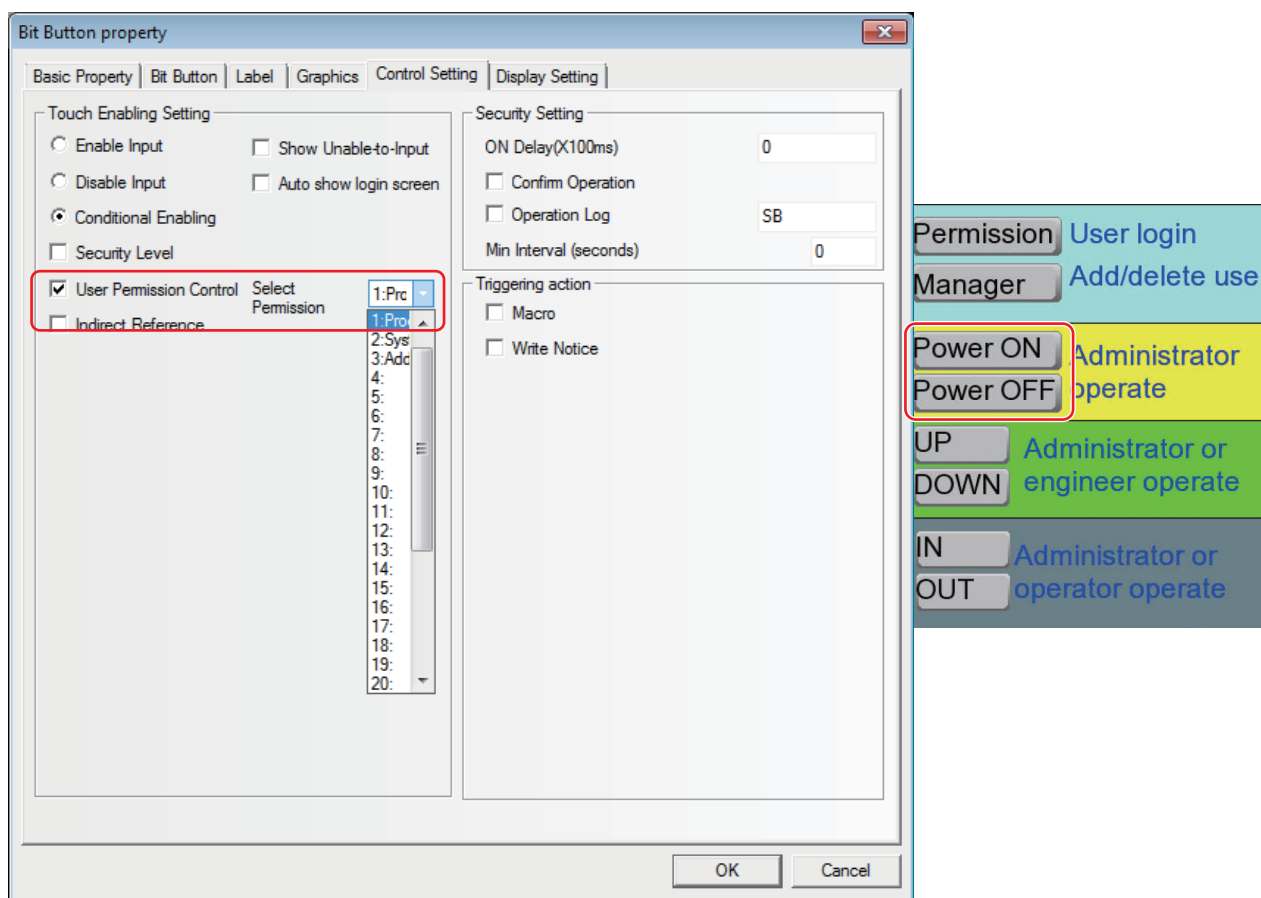 Bit Button property
Basic Property Bit Button Label Graphics Control Setting Display Setting
Touch Enabling Setting
Enable Input
Show Unable-to-Input
Disable Input
Auto show login screen
Conditional Enabling
Security Level
User Permission Control
Select
Permission
1:Prc
Indirect Reference
1:Pro
2:Sys
3:Add
4:
5:
6:
7:
8:
9:
10:
11:
12:
13:
14:
15:
16:
17:
18:
19:
20:
Security Setting
ON Delay(X100ms) 0
Confirm Operation
Operation Log SB
Min Interval (seconds) 0
Triggering action
Macro
Write Notice
OK Cancel
Permission User login
Manager Add/delete use
Power ON
Power OFF
Administrator
operate
UP
DOWN
Administrator or
engineer operate
IN
OUT
Administrator or
operator operate